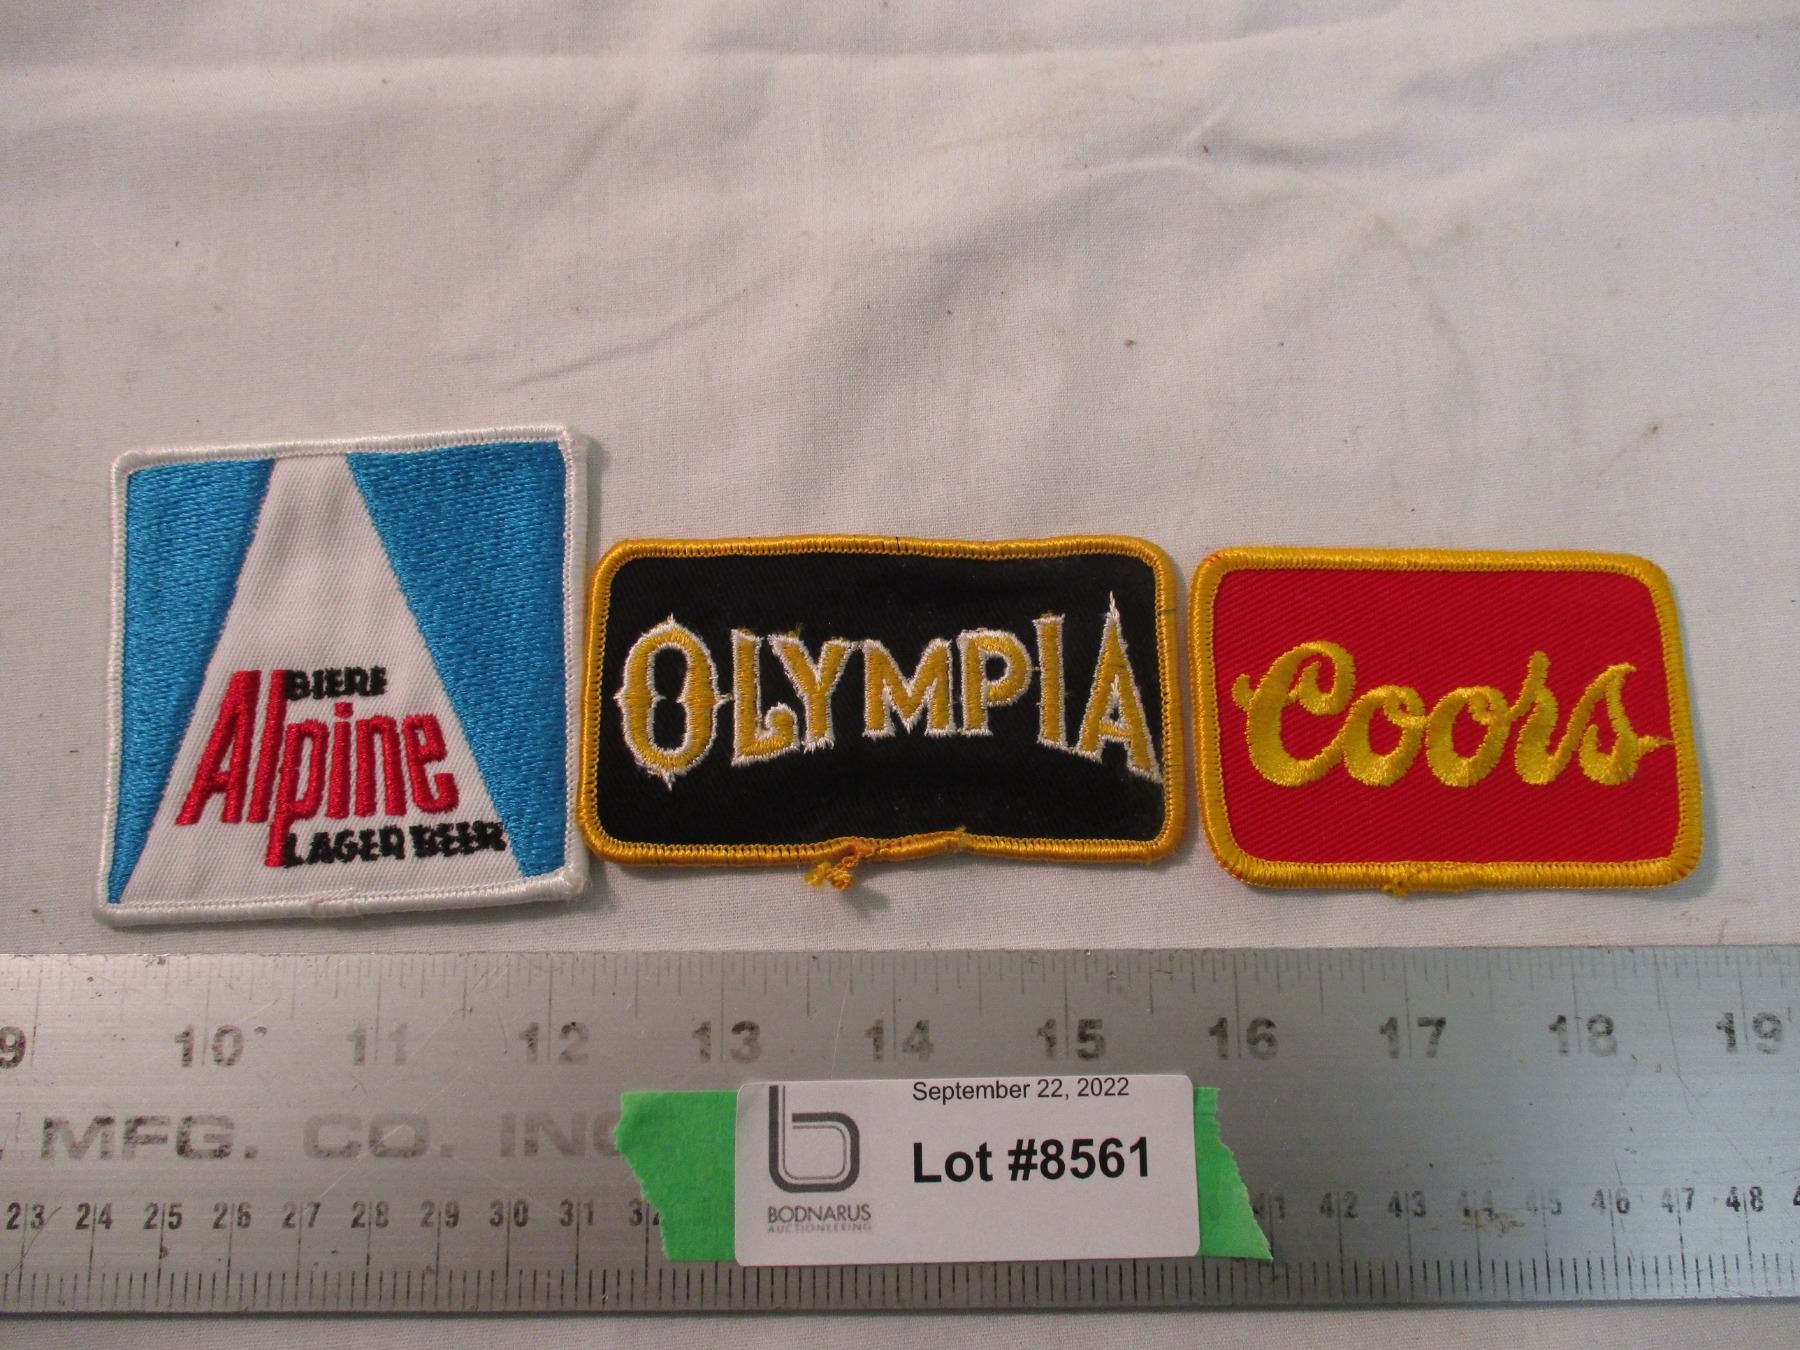 BIERE
Alpine
LAGER BEER
OLYMPIA
Coors
9 10 11 12 13 14 15 16 17 18 19
MFG. CO. INC
September 22, 2022
Lot #8561
BODNARUS
AUCTIONEERING
23 24 25 26 27 28 29 30 31 41 42 43 44 45 46 47 48